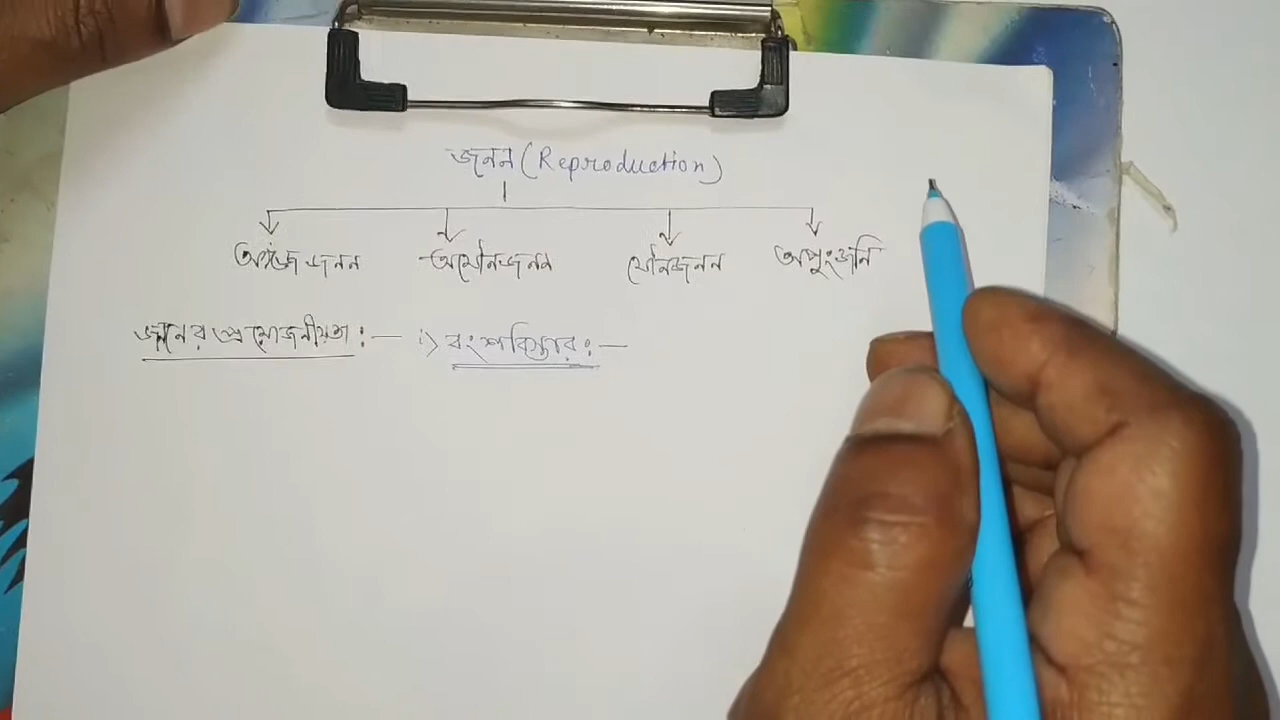 জনন (Reproduction)
অঙ্গজ জনন অযৌনজনন যৌনজনন অপুংজনি
জননের প্রয়োজনীয়তা :— i) বংশবিস্তার :—